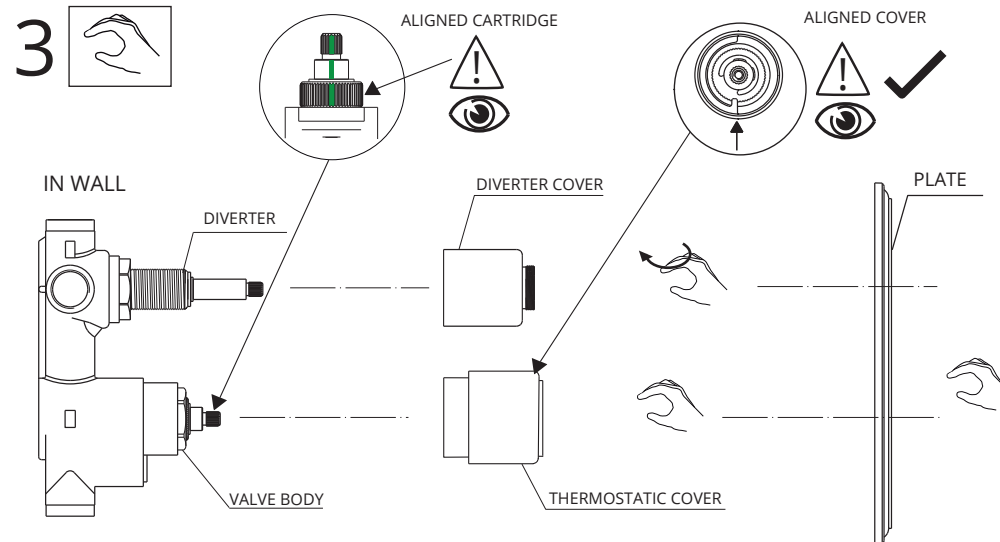 3
ALIGNED CARTRIDGE
ALIGNED COVER
IN WALL
DIVERTER
DIVERTER COVER
PLATE
VALVE BODY
THERMOSTATIC COVER